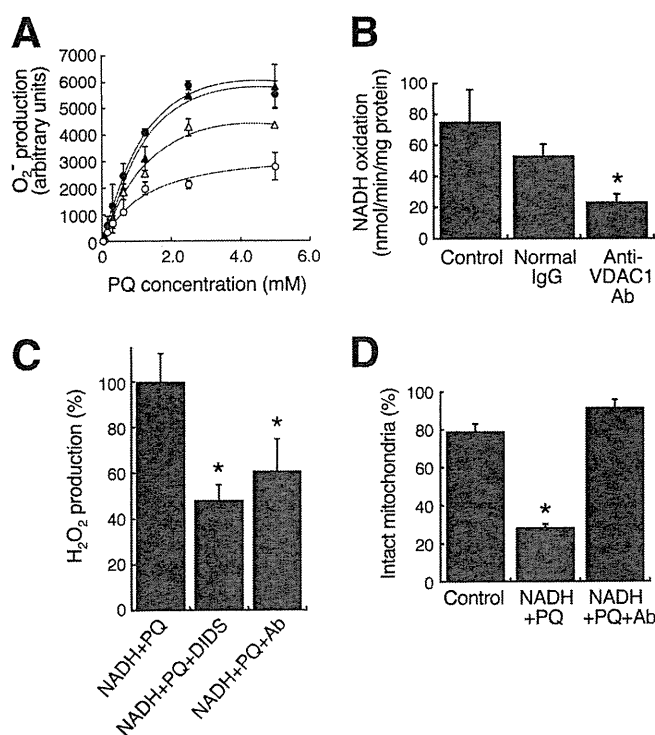 A
O₂⁻ production
(arbitrary units)
7000
6000
5000
4000
3000
2000
1000
0
0
2.0
4.0
6.0
PQ concentration (mM)
B
NADH oxidation
(nmol/min/mg protein)
100
80
60
40
20
0
*
Control
Normal
IgG
Anti-
VDAC1
Ab
C
H₂O₂ production (%)
100
80
60
40
20
0
*
*
NADH+PQ
NADH+PQ+DIDS
NADH+PQ+Ab
D
Intact mitochondria (%)
100
80
60
40
20
0
*
Control
NADH
+PQ
NADH
+PQ+Ab